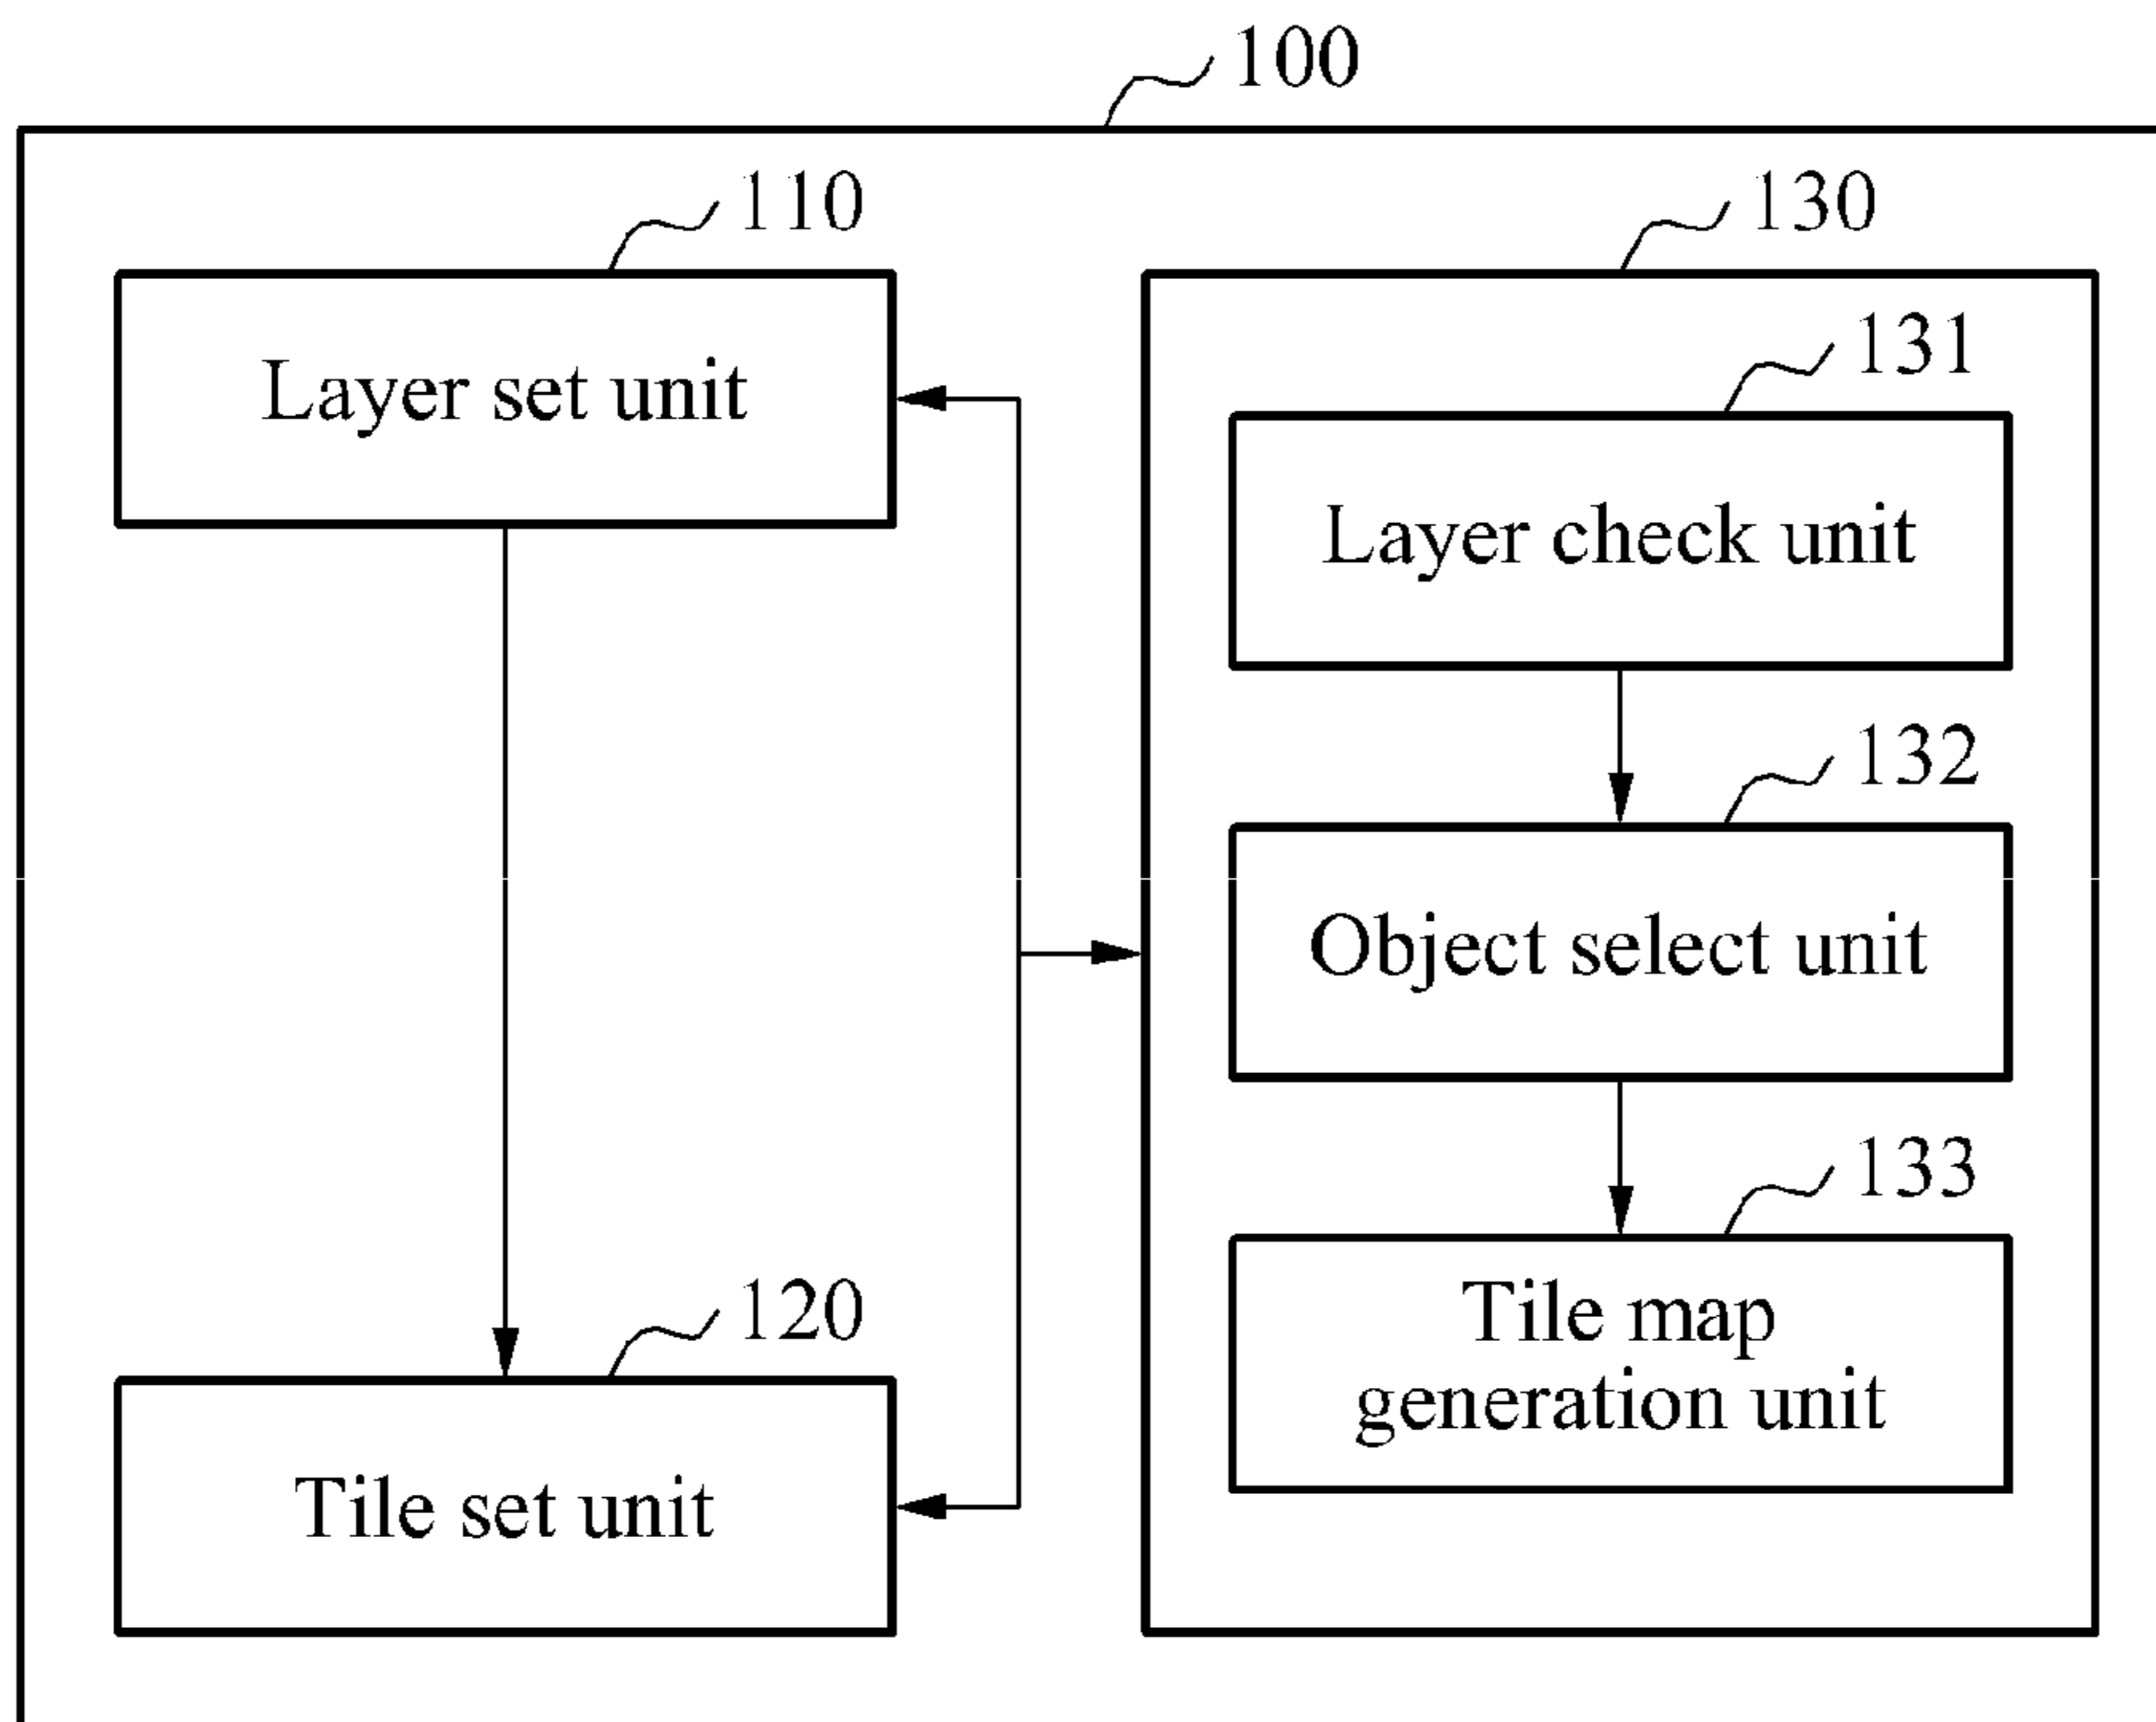 100
110
Layer set unit
120
Tile set unit
130
131
Layer check unit
132
Object select unit
133
Tile map
generation unit